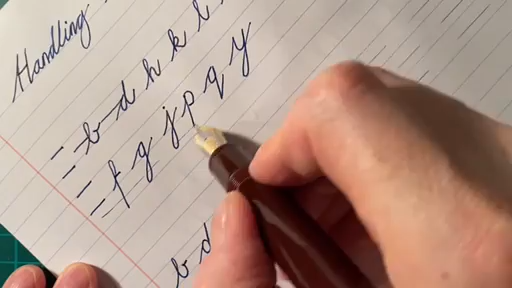 Handling
= b d h k l
= f g j p q y
b d